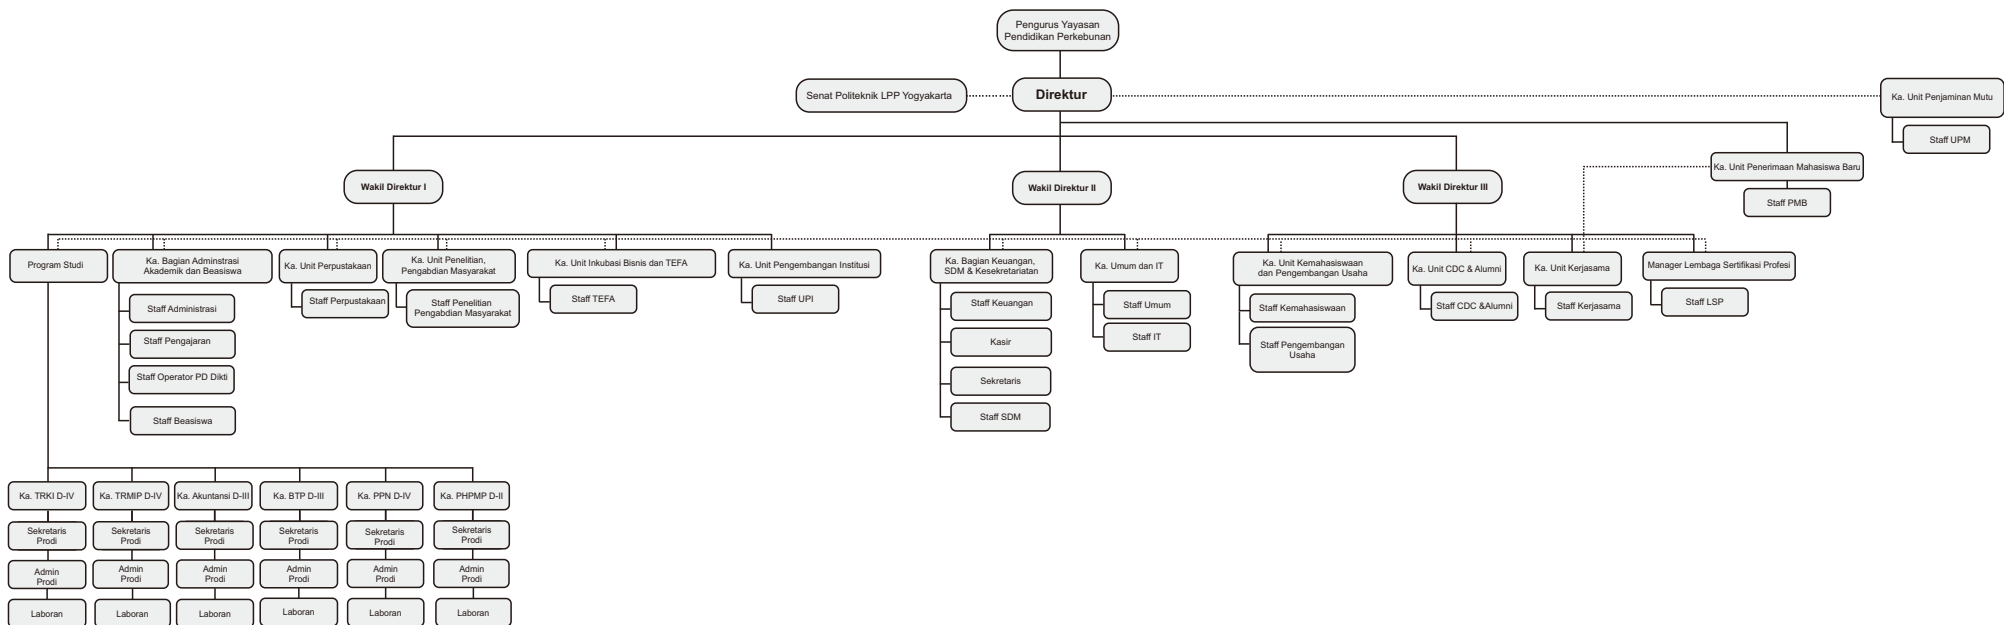 Pengurus Yayasan
Pendidikan Perkebunan
Senat Politeknik LPP Yogyakarta
Direktur
Ka. Unit Penjaminan Mutu
Staff UPM
Ka. Unit Penerimaan Mahasiswa Baru
Staff PMB
Wakil Direktur I
Wakil Direktur II
Wakil Direktur III
Program Studi
Ka. Bagian Adminstrasi
Akademik dan Beasiswa
Ka. Unit Perpustakaan
Ka. Unit Penelitian,
Pengabdian Masyarakat
Ka. Unit Inkubasi Bisnis dan TEFA
Ka. Unit Pengembangan Institusi
Ka. Bagian Keuangan,
SDM & Kesekretariatan
Ka. Umum dan IT
Ka. Unit Kemahasiswaan
dan Pengembangan Usaha
Ka. Unit CDC & Alumni
Ka. Unit Kerjasama
Manager Lembaga Sertifikasi Profesi
Staff Administrasi
Staff Pengajaran
Staff Operator PD Dikti
Staff Beasiswa
Staff Perpustakaan
Staff Penelitian
Pengabdian Masyarakat
Staff TEFA
Staff UPI
Staff Keuangan
Kasir
Sekretaris
Staff SDM
Staff Umum
Staff IT
Staff Kemahasiswaan
Staff Pengembangan
Usaha
Staff CDC &Alumni
Staff Kerjasama
Staff LSP
Ka. TRKI D-IV
Ka. TRMIP D-IV
Ka. Akuntansi D-III
Ka. BTP D-III
Ka. PPN D-IV
Ka. PHPMP D-II
Sekretaris
Prodi
Sekretaris
Prodi
Sekretaris
Prodi
Sekretaris
Prodi
Sekretaris
Prodi
Sekretaris
Prodi
Admin
Prodi
Admin
Prodi
Admin
Prodi
Admin
Prodi
Admin
Prodi
Admin
Prodi
Laboran
Laboran
Laboran
Laboran
Laboran
Laboran